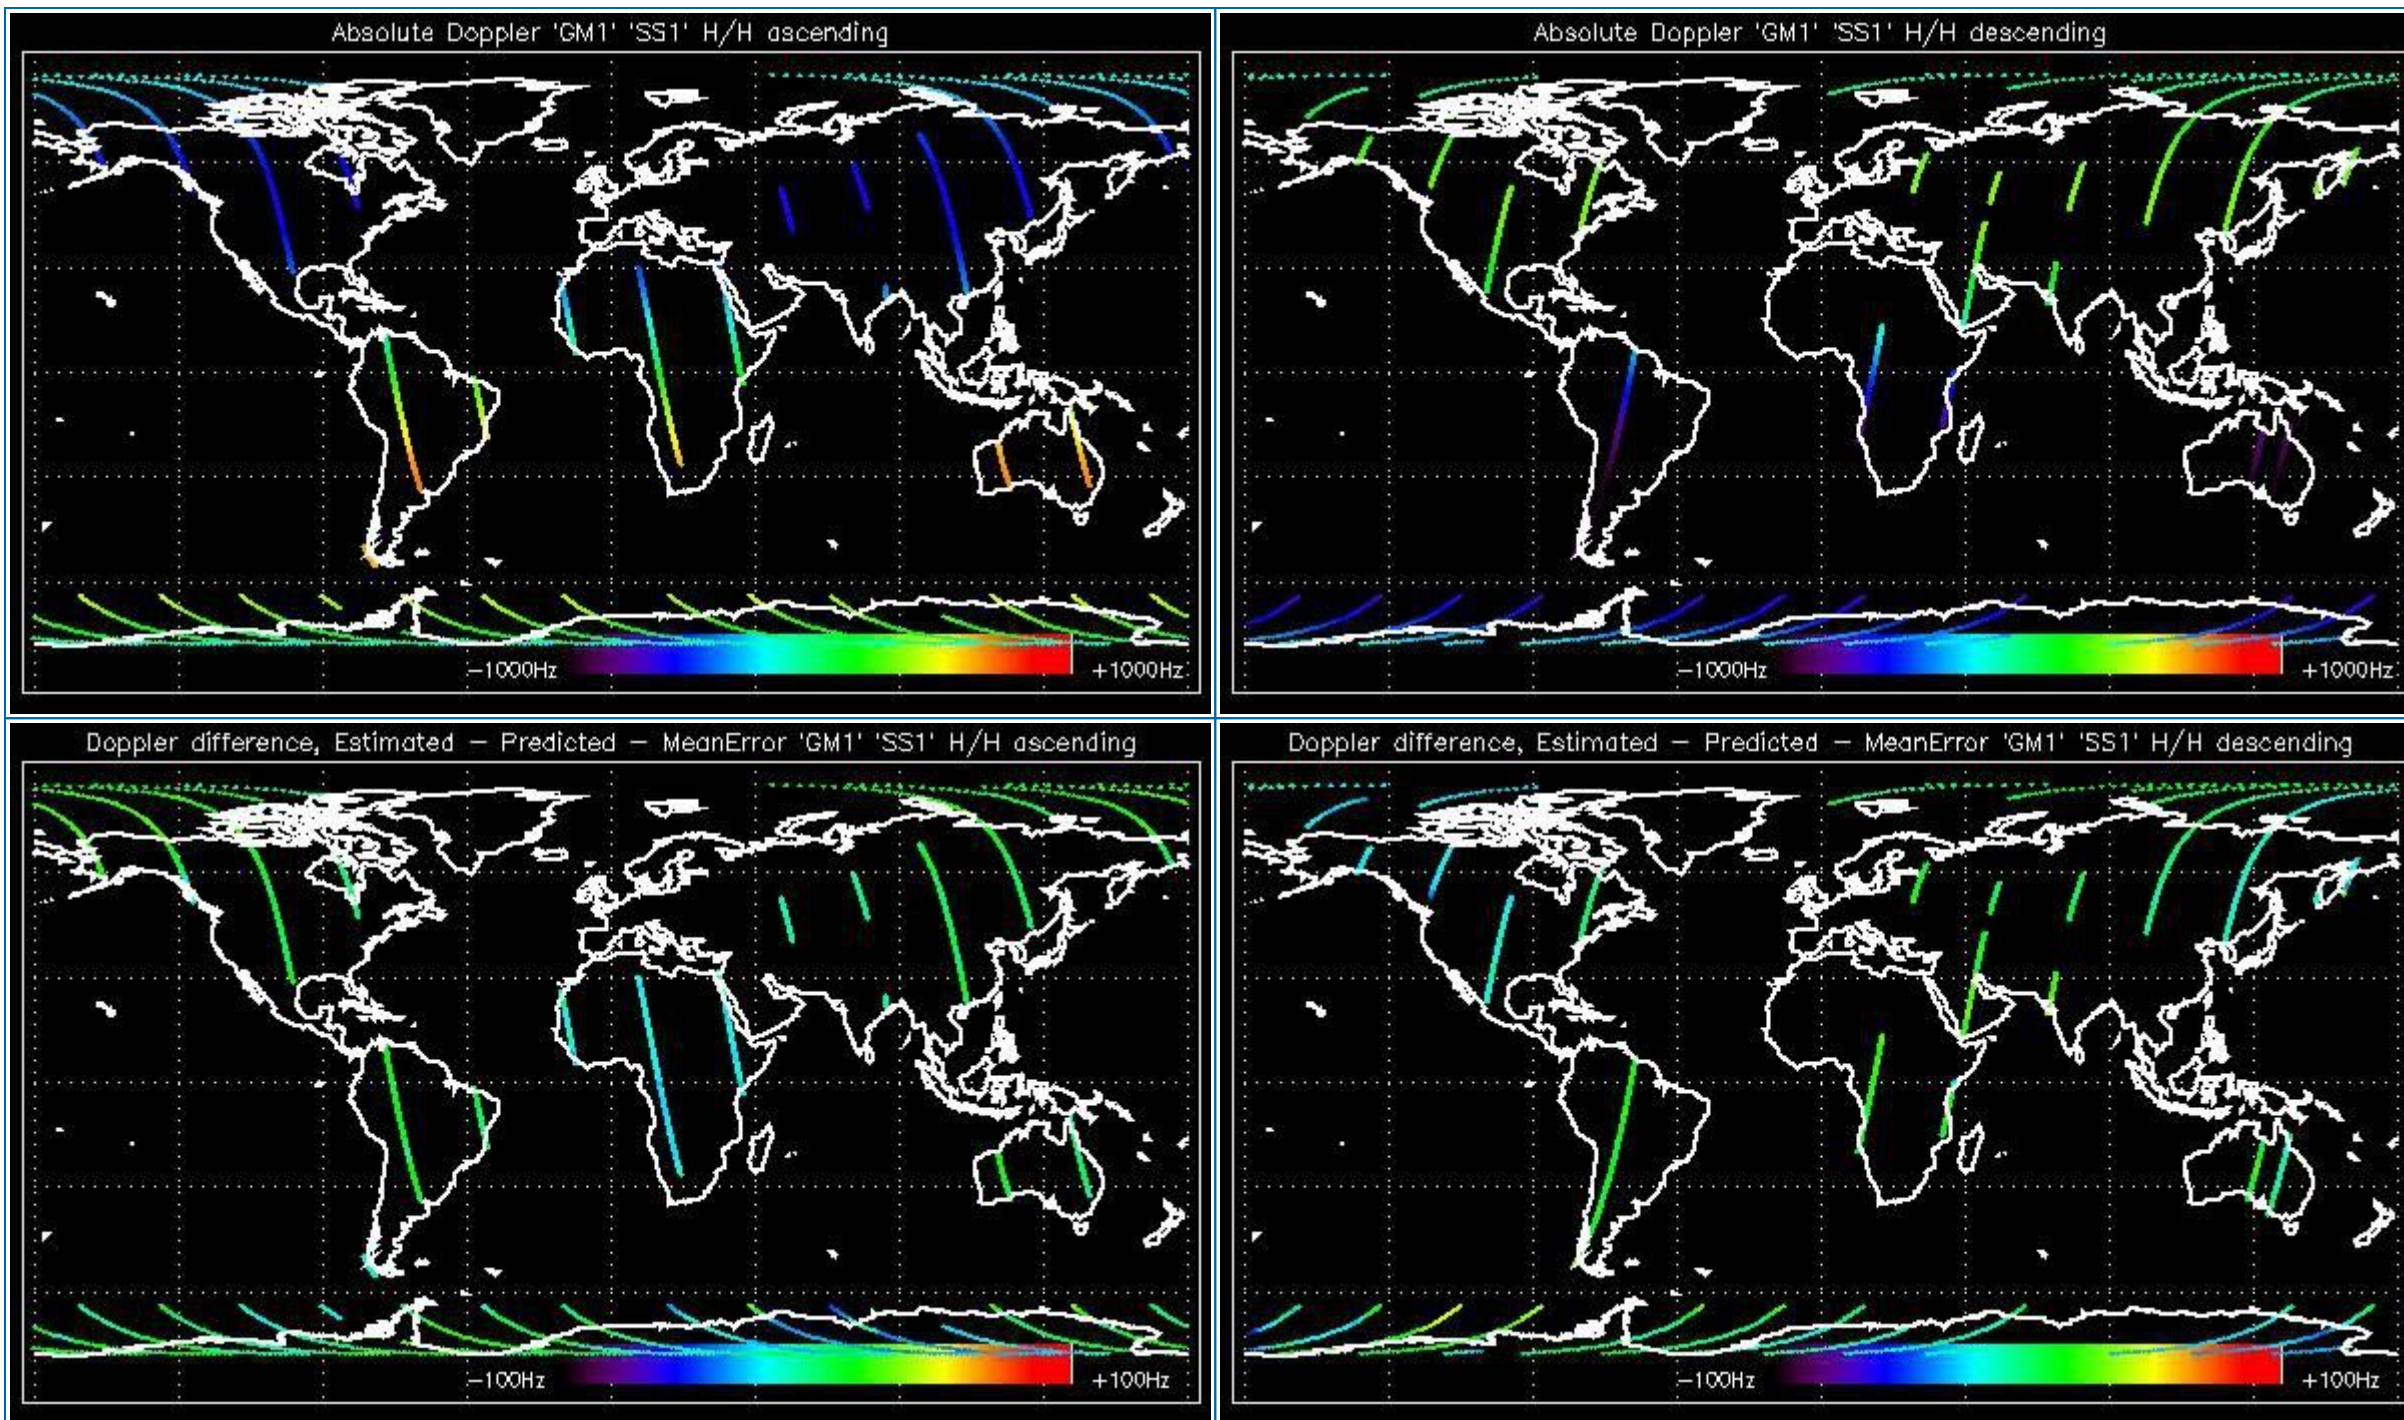 Absolute Doppler 'GM1' 'SS1' H/H ascending
-1000Hz
+1000Hz
Absolute Doppler 'GM1' 'SS1' H/H descending
-1000Hz
+1000Hz
Doppler difference, Estimated - Predicted - MeanError 'GM1' 'SS1' H/H ascending
-100Hz
+100Hz
Doppler difference, Estimated - Predicted - MeanError 'GM1' 'SS1' H/H descending
-100Hz
+100Hz